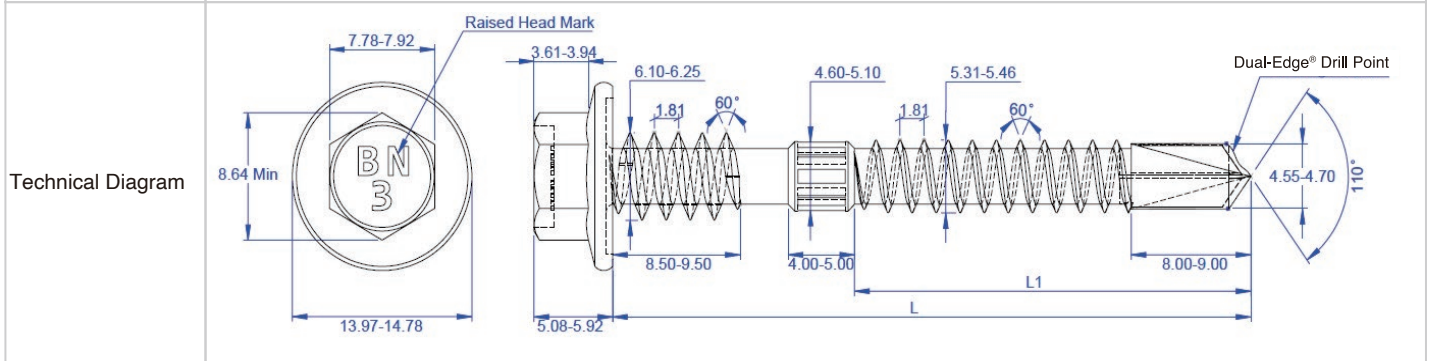 Technical Diagram
Raised Head Mark
7.78-7.92
3.61-3.94
6.10-6.25
4.60-5.10
5.31-5.46
Dual-Edge® Drill Point
1.81
60°
1.81
60°
8.64 Min
BN
3
4.55-4.70
110°
8.50-9.50
4.00-5.00
8.00-9.00
L1
L
13.97-14.78
5.08-5.92